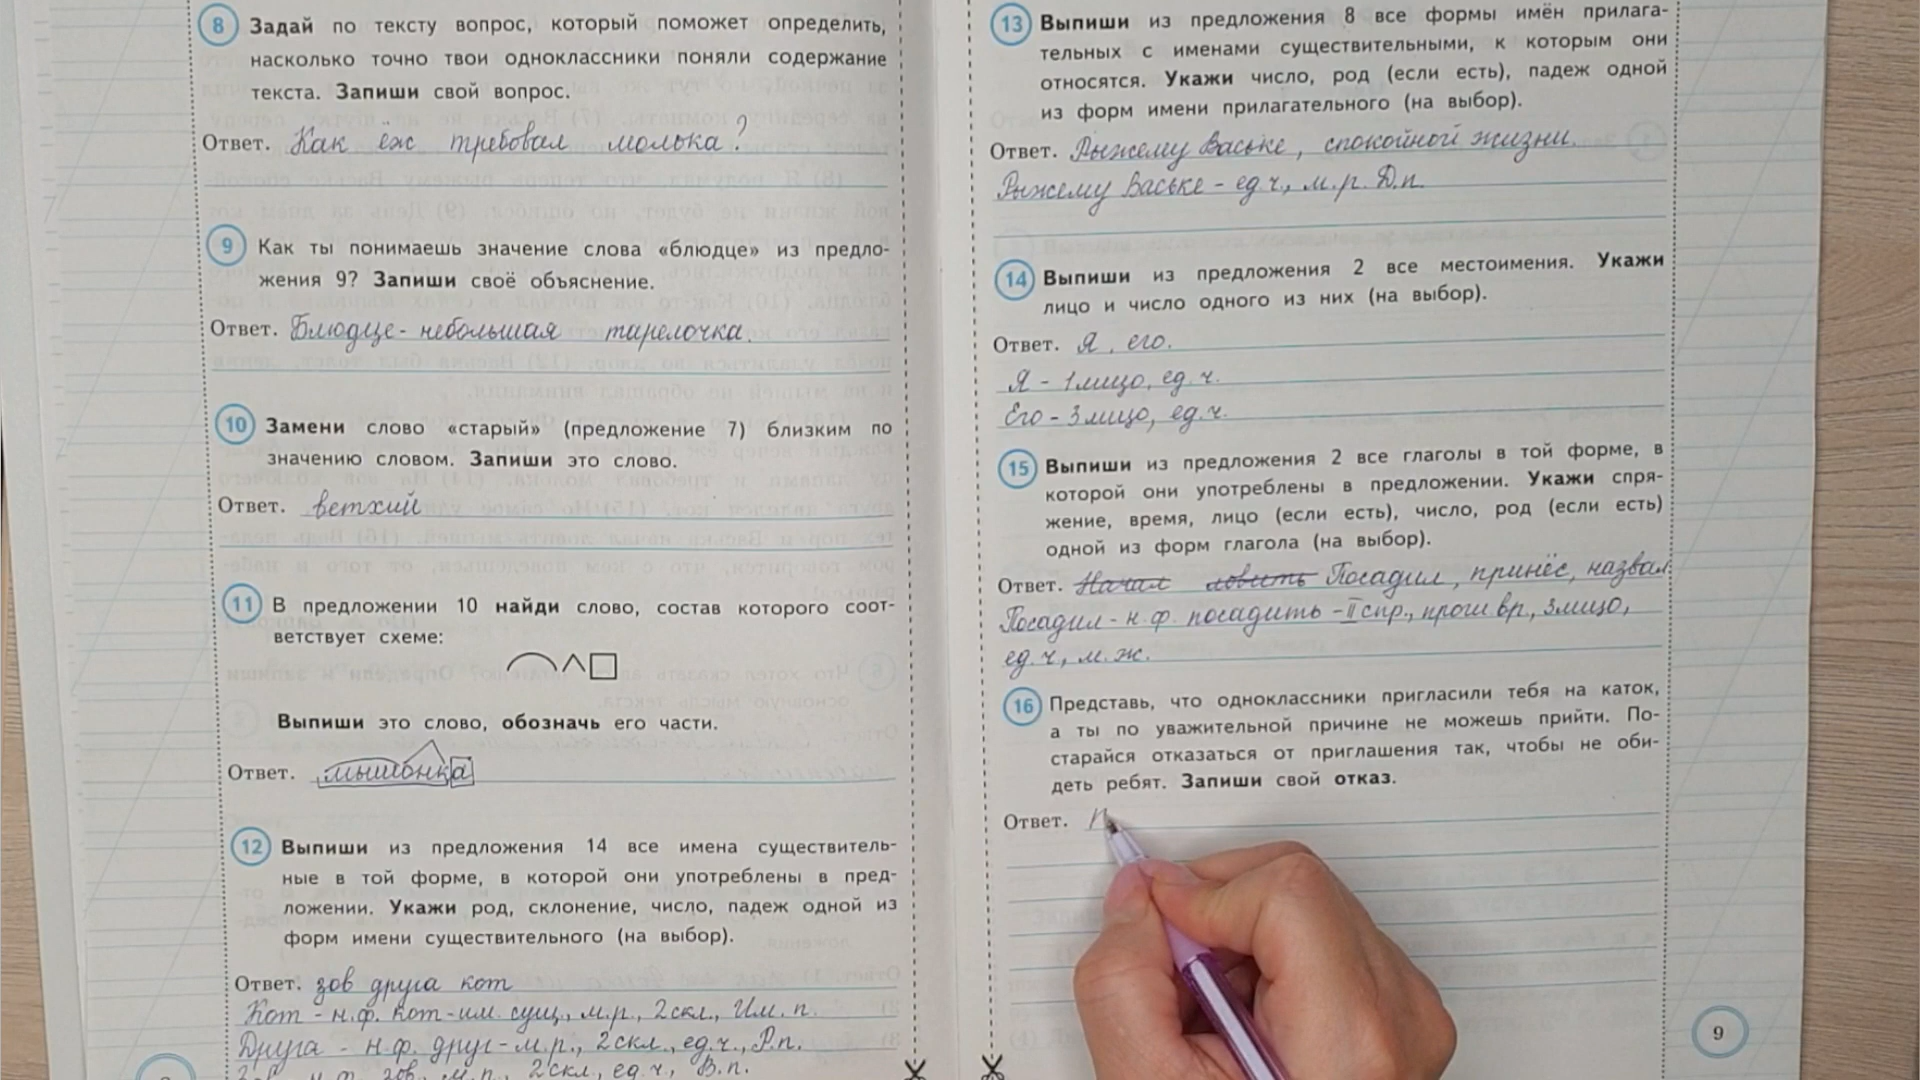 8 Задай по тексту вопрос, который поможет определить,
насколько точно твои одноклассники поняли содержание
текста. Запиши свой вопрос.
Ответ. Как ёж требовал молька?
9 Как ты понимаешь значение слова «блюдце» из предло-
жения 9? Запиши своё объяснение.
Ответ. Блюдце - небольшая тарелочка.
10 Замени слово «старый» (предложение 7) близким по
значению словом. Запиши это слово.
Ответ. ветхий
11 В предложении 10 найди слово, состав которого соот-
ветствует схеме:
Выпиши это слово, обозначь его части.
Ответ. мышонка
12 Выпиши из предложения 14 все имена существитель-
ные в той форме, в которой они употреблены в пред-
ложении. Укажи род, склонение, число, падеж одной из
форм имени существительного (на выбор).
Ответ. зов друга кот
Кот - н.ф. кот - им. сущ., м.р., 2скл., Им. п.
Друга - н.ф. друг - м.р., 2скл., ед.ч., Р.п.
Зов н.ф. зов, м.р., 2скл., ед.ч., В.п.
13 Выпиши из предложения 8 все формы имён прилага-
тельных с именами существительными, к которым они
относятся. Укажи число, род (если есть), падеж одной
из форм имени прилагательного (на выбор).
Ответ. Рыжему Ваське, спокойной жизни.
Рыжему Ваське - ед.ч., м.р. Д.п.
14 Выпиши из предложения 2 все местоимения. Укажи
лицо и число одного из них (на выбор).
Ответ. Я, его.
Я - 1 лицо, ед.ч.
Его - 3 лицо, ед.ч.
15 Выпиши из предложения 2 все глаголы в той форме, в
которой они употреблены в предложении. Укажи спря-
жение, время, лицо (если есть), число, род (если есть)
одной из форм глагола (на выбор).
Ответ. Начал ловить Посадил, принёс, назвал
Посадил - н.ф. посадить - II спр., прош вр., 3лицо,
ед.ч., м.ж.
16 Представь, что одноклассники пригласили тебя на каток,
а ты по уважительной причине не можешь прийти. По-
старайся отказаться от приглашения так, чтобы не оби-
деть ребят. Запиши свой отказ.
Ответ.
9